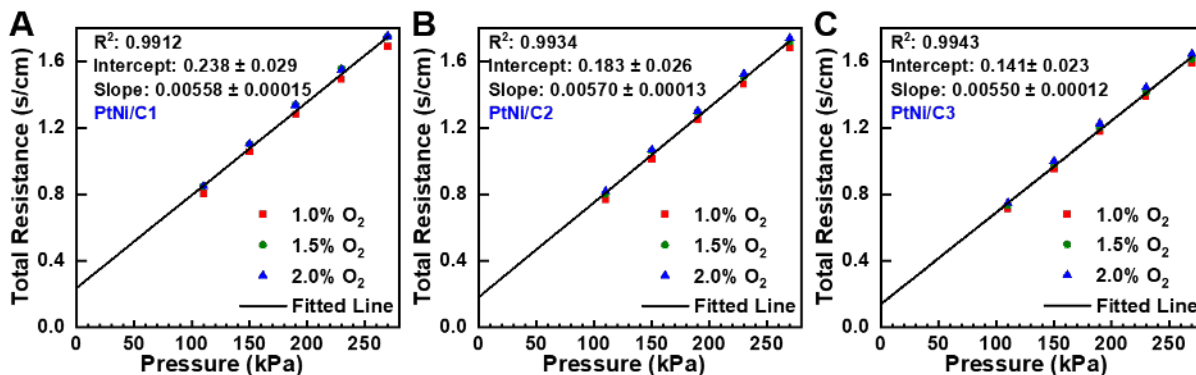 A
Total Resistance (s/cm)
1.6
1.2
0.8
0.4
0.0
R²: 0.9912
Intercept: 0.238 ± 0.029
Slope: 0.00558 ± 0.00015
PtNi/C1
1.0% O₂
1.5% O₂
2.0% O₂
Fitted Line
0 50 100 150 200 250
Pressure (kPa)
B
Total Resistance (s/cm)
1.6
1.2
0.8
0.4
0.0
R²: 0.9934
Intercept: 0.183 ± 0.026
Slope: 0.00570 ± 0.00013
PtNi/C2
1.0% O₂
1.5% O₂
2.0% O₂
Fitted Line
0 50 100 150 200 250
Pressure (kPa)
C
Total Resistance (s/cm)
1.6
1.2
0.8
0.4
0.0
R²: 0.9943
Intercept: 0.141± 0.023
Slope: 0.00550 ± 0.00012
PtNi/C3
1.0% O₂
1.5% O₂
2.0% O₂
Fitted Line
0 50 100 150 200 250
Pressure (kPa)